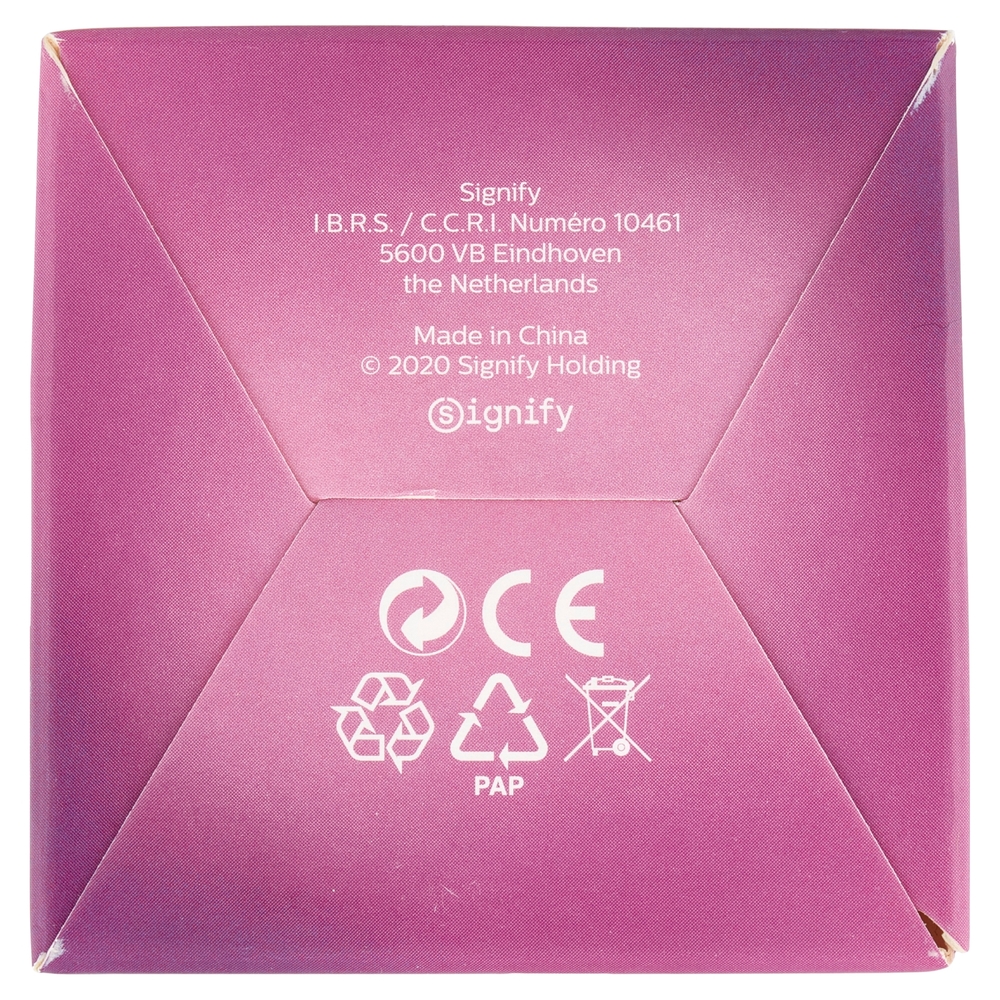 Signify
I.B.R.S. / C.C.R.I. Numéro 10461
5600 VB Eindhoven
the Netherlands
Made in China
© 2020 Signify Holding
Signify
CE
PAP